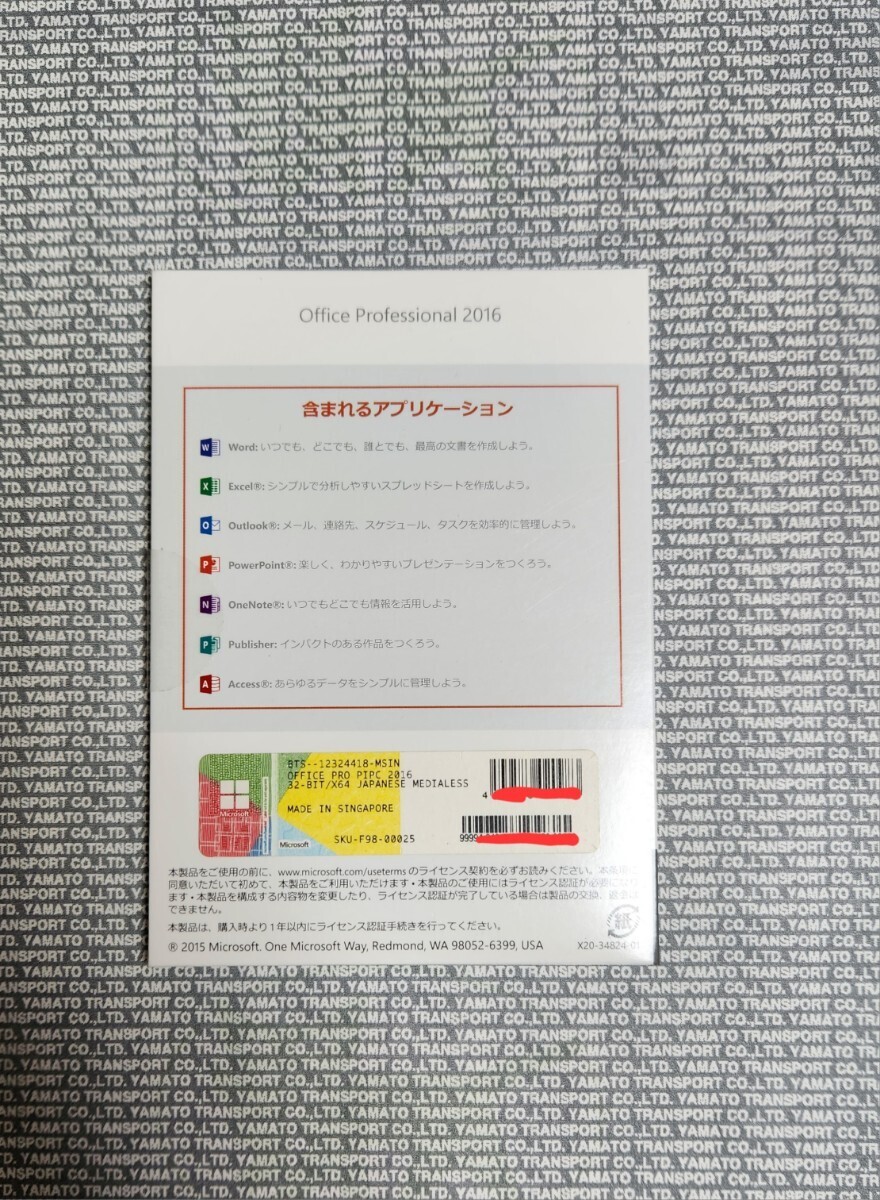 Office Professional 2016
含まれるアプリケーション
Word: いつでも、どこでも、誰とでも、最高の文書を作成しよう。
Excel®: シンプルで分析しやすいスプレッドシートを作成しよう。
Outlook®: メール、連絡先、スケジュール、タスクを効率的に管理しよう。
PowerPoint®: 楽しく、わかりやすいプレゼンテーションをつくろう。
OneNote®: いつでもどこでも情報を活用しよう。
Publisher: インパクトのある作品をつくろう。
Access®: あらゆるデータをシンプルに管理しよう。
BTS--12324418-MSIN
OFFICE PRO PIPC 2016
32-BIT/X64 JAPANESE MEDIALESS
MADE IN SINGAPORE
SKU-F98-00025
Microsoft
Microsoft
4
9999
本製品をご使用の前に、www.microsoft.com/useterms のライセンス契約を必ずお読みください。本条項に
同意いただいて初めて、本製品をご利用いただけます・本製品のご使用にはライセンス認証が必要になり
ます・本製品を構成する内容物を変更したり、ライセンス認証が完了している場合は製品の交換、返品は
できません。
本製品は、購入時より1年以内にライセンス認証手続きを行ってください。
® 2015 Microsoft. One Microsoft Way, Redmond, WA 98052-6399, USA
紙
X20-34824-01
YAMATO TRANSPORT CO.,LTD.